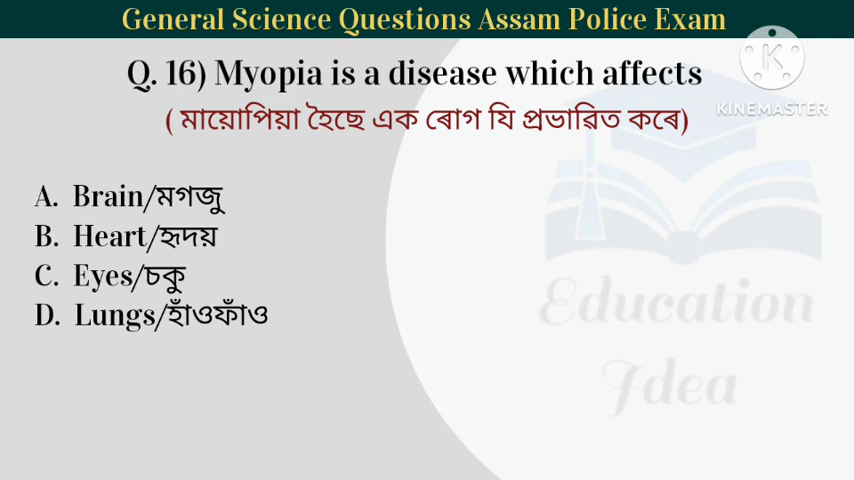 General Science Questions Assam Police Exam
Q. 16) Myopia is a disease which affects
KINEMASTER
( মায়োপিয়া হৈছে এক ৰোগ যি প্ৰভাৱিত কৰে)
A. Brain/মগজু
B. Heart/হৃদয়
C. Eyes/চকু
D. Lungs/হাঁওফাঁও
Education
Idea